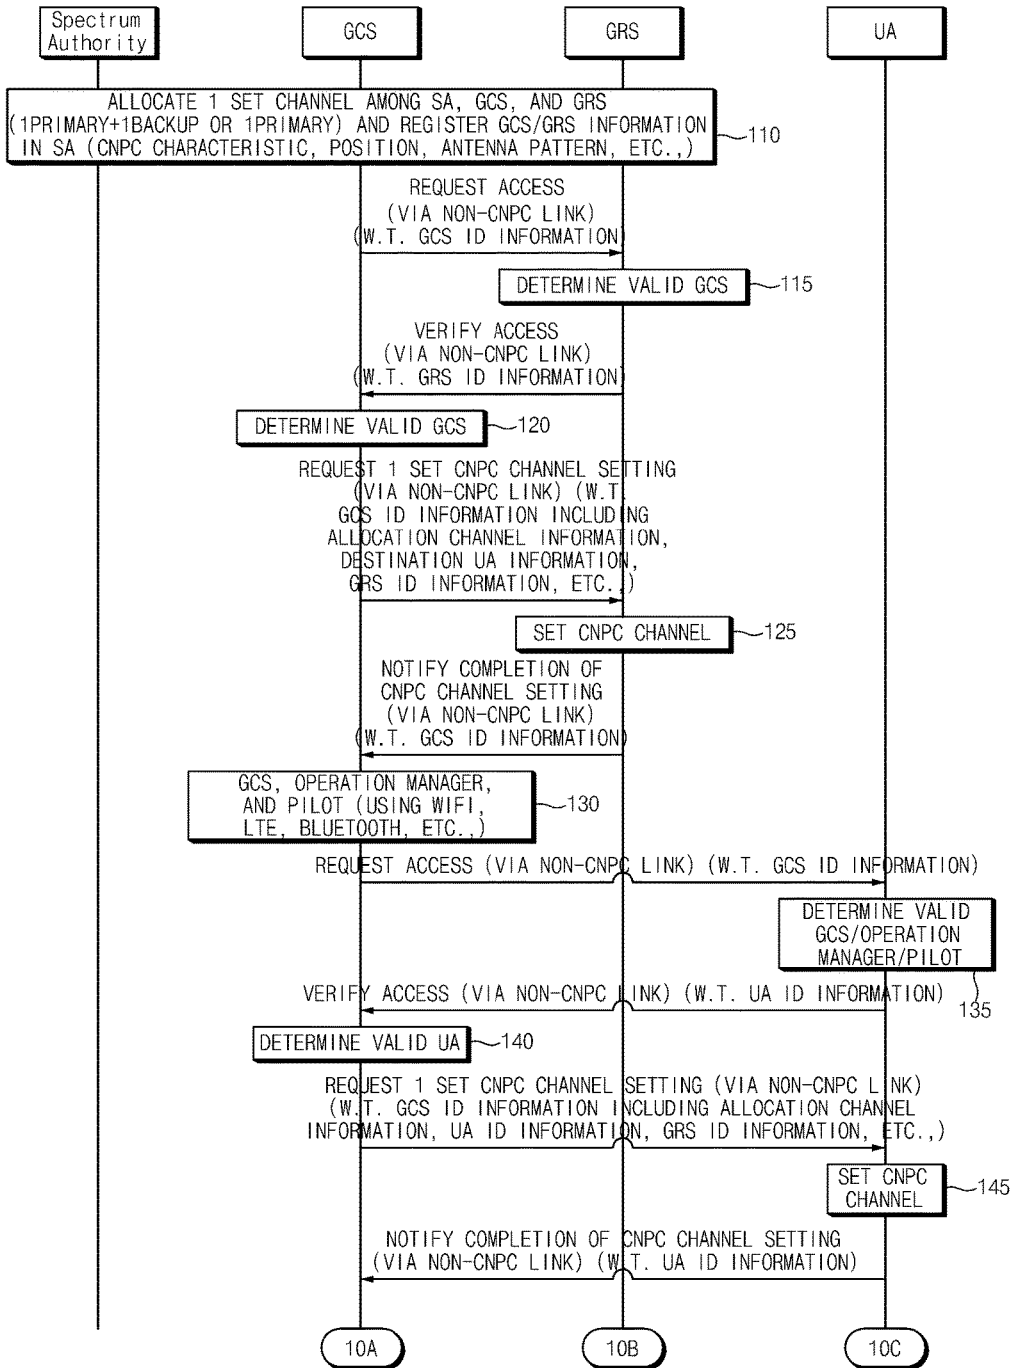 Spectrum
Authority
GCS
GRS
UA
ALLOCATE 1 SET CHANNEL AMONG SA, GCS, AND GRS
(1PRIMARY+1BACKUP OR 1PRIMARY) AND REGISTER GCS/GRS INFORMATION
IN SA (CNPC CHARACTERISTIC, POSITION, ANTENNA PATTERN, ETC.,)
110
REQUEST ACCESS
(VIA NON-CNPC LINK)
(W.T. GCS ID INFORMATION)
DETERMINE VALID GCS
115
VERIFY ACCESS
(VIA NON-CNPC LINK)
(W.T. GRS ID INFORMATION)
DETERMINE VALID GCS
120
REQUEST 1 SET CNPC CHANNEL SETTING
(VIA NON-CNPC LINK) (W.T.
GCS ID INFORMATION INCLUDING
ALLOCATION CHANNEL INFORMATION,
DESTINATION UA INFORMATION,
GRS ID INFORMATION, ETC.,)
SET CNPC CHANNEL
125
NOTIFY COMPLETION OF
CNPC CHANNEL SETTING
(VIA NON-CNPC LINK)
(W.T. GCS ID INFORMATION)
GCS, OPERATION MANAGER,
AND PILOT (USING WIFI,
LTE, BLUETOOTH, ETC.,)
130
REQUEST ACCESS (VIA NON-CNPC LINK) (W.T. GCS ID INFORMATION)
DETERMINE VALID
GCS/OPERATION
MANAGER/PILOT
135
VERIFY ACCESS (VIA NON-CNPC LINK) (W.T. UA ID INFORMATION)
DETERMINE VALID UA
140
REQUEST 1 SET CNPC CHANNEL SETTING (VIA NON-CNPC LINK)
(W.T. GCS ID INFORMATION INCLUDING ALLOCATION CHANNEL
INFORMATION, UA ID INFORMATION, GRS ID INFORMATION, ETC.,)
SET CNPC
CHANNEL
145
NOTIFY COMPLETION OF CNPC CHANNEL SETTING
(VIA NON-CNPC LINK) (W.T. UA ID INFORMATION)
10A
10B
10C